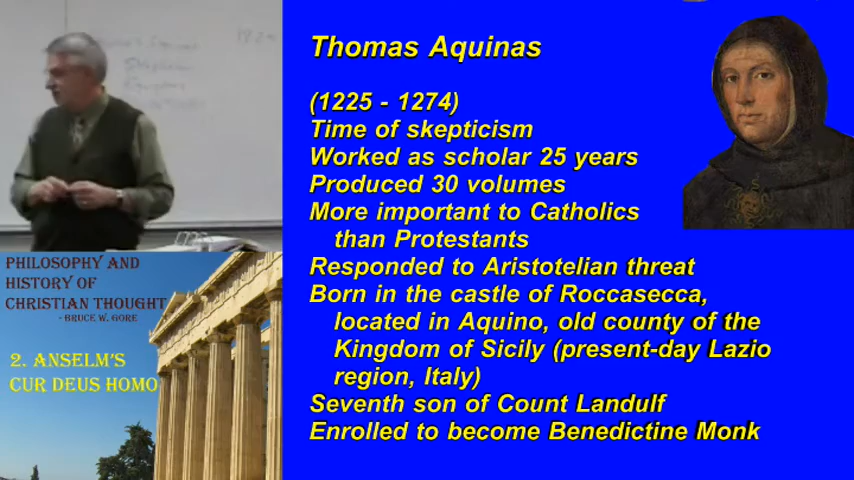 Thomas Aquinas
(1225 - 1274)
Time of skepticism
Worked as scholar 25 years
Produced 30 volumes
More important to Catholics
than Protestants
Responded to Aristotelian threat
Born in the castle of Roccasecca,
located in Aquino, old county of the
Kingdom of Sicily (present-day Lazio
region, Italy)
Seventh son of Count Landulf
Enrolled to become Benedictine Monk
PHILOSOPHY AND
HISTORY OF
CHRISTIAN THOUGHT
- BRUCE W. GORE
2. ANSELM'S
CUR DEUS HOMO